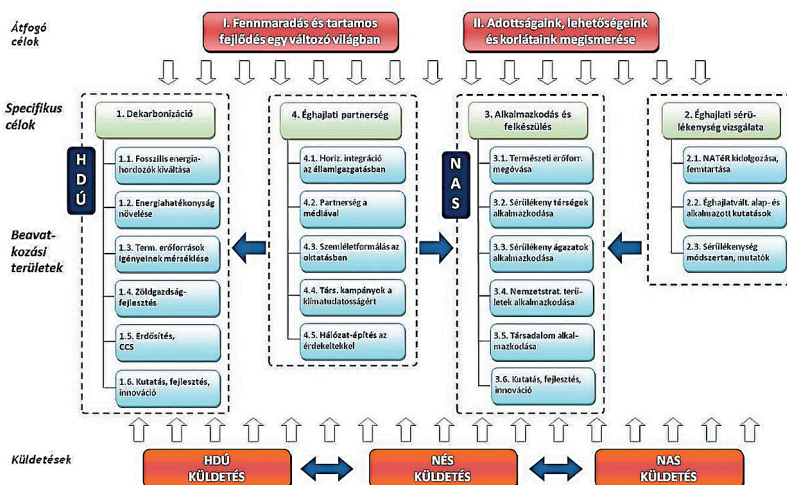 Átfogó
célok
I. Fennmaradás és tartamos
fejlődés egy változó világban
II. Adottságaink, lehetőségeink
és korlátaink megismerése
Specifikus
célok
1. Dekarbonizáció
4. Éghajlati partnerség
3. Alkalmazkodás és
felkészülés
2. Éghajlati sérü-
lékenység vizsgálata
Beavat-
kozási
területek
HDÚ
1.1. Fosszilis energia-
hordozók kiváltása
1.2. Energiahatékonyság
növelése
1.3. Term. erőforrások
igényeinek mérséklése
1.4. Zöldgazdaság-
fejlesztés
1.5. Erdősítés,
CCS
1.6. Kutatás, fejlesztés,
innováció
4.1. Horiz. integráció
az államigazgatásban
4.2. Partnerség a
médiával
4.3. Szemléletformálás az
oktatásban
4.4. Társ. kampányok a
klímatudatosságért
4.5. Hálózat-építés az
érdekeltekkel
NAS
3.1. Természeti erőforr.
megóvása
3.2. Sérülékeny térségek
alkalmazkodása
3.3. Sérülékeny ágazatok
alkalmazkodása
3.4. Nemzetstrat. terü-
letek alkalmazkodása
3.5. Társadalom alkal-
mazkodása
3.6. Kutatás, fejlesztés,
innováció
2.1. NATéR kidolgozása,
fenntartása
2.2. Éghajlatvált. alap- és
alkalmazott kutatások
2.3. Sérülékenység
módszertan, mutatók
Küldetések
HDÚ
KÜLDETÉS
NÉS
KÜLDETÉS
NAS
KÜLDETÉS